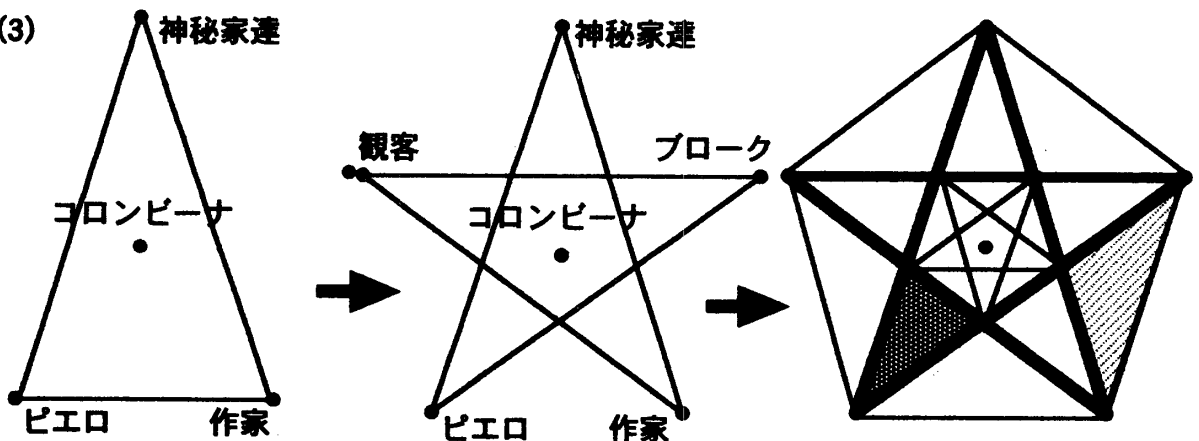 (3)
神秘家達
コロンビーナ
ピエロ
作家
神秘家達
観客
ブローク
コロンビーナ
ピエロ
作家